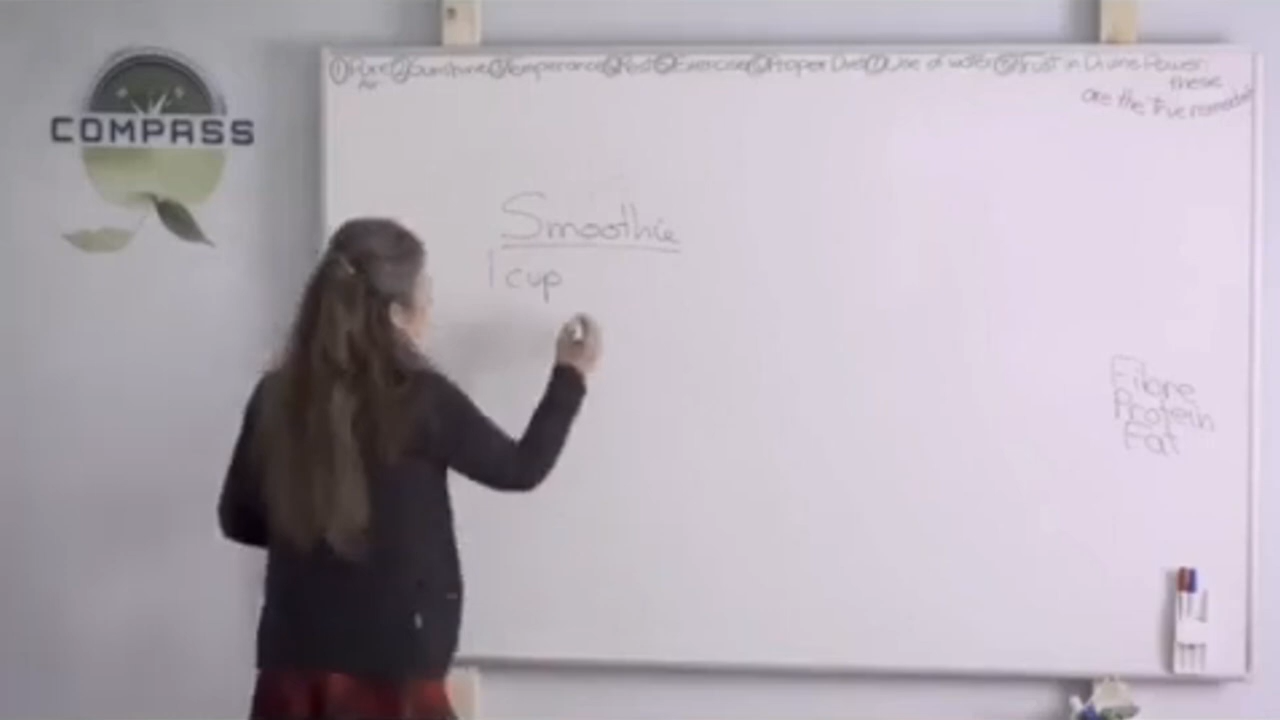 COMPASS
①Pure ②Sunshine ③Temperance ④Rest ⑤Exercise ⑥Proper Diet ⑦Use of Water ⑧Trust in Divine Power:
Air
these
are the True remedies
Smoothie
1 cup
Fibre
Protein
Fat